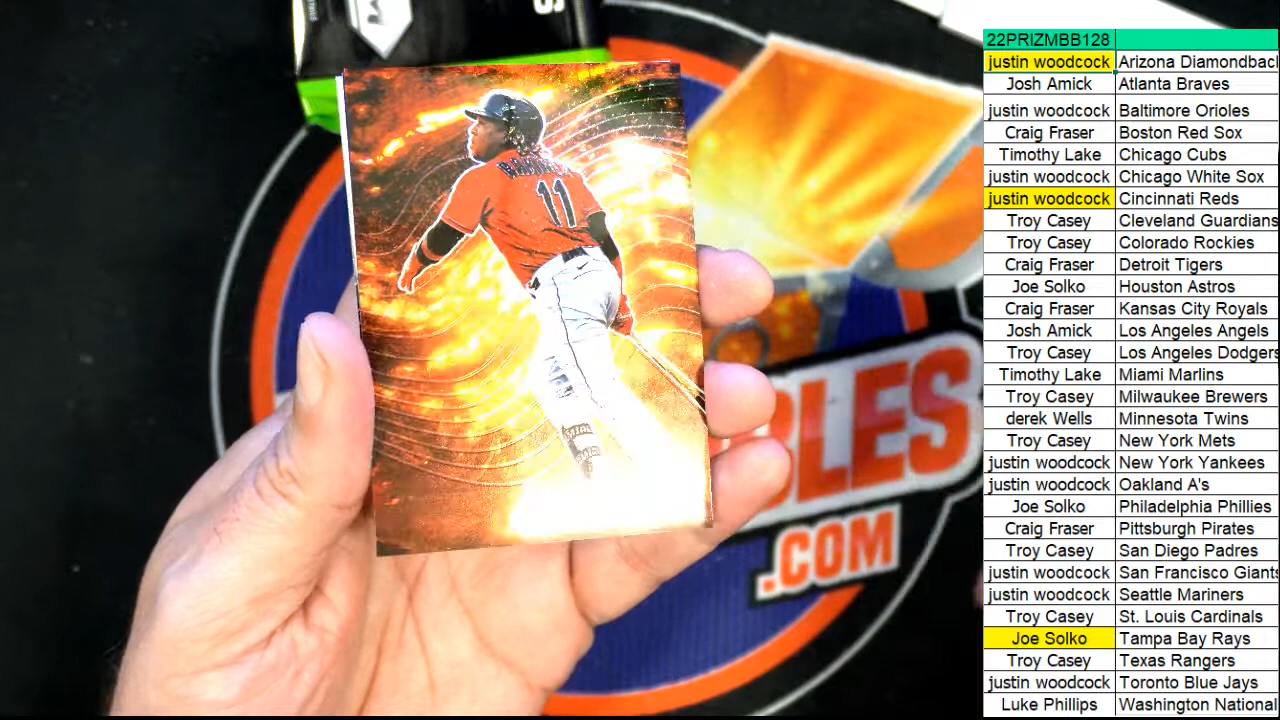 22PRIZMBB128
justin woodcock Arizona Diamondbacl
Josh Amick Atlanta Braves
justin woodcock Baltimore Orioles
Craig Fraser Boston Red Sox
Timothy Lake Chicago Cubs
justin woodcock Chicago White Sox
justin woodcock Cincinnati Reds
Troy Casey Cleveland Guardians
Troy Casey Colorado Rockies
Craig Fraser Detroit Tigers
Joe Solko Houston Astros
Craig Fraser Kansas City Royals
Josh Amick Los Angeles Angels
Troy Casey Los Angeles Dodgers
Timothy Lake Miami Marlins
Troy Casey Milwaukee Brewers
derek Wells Minnesota Twins
Troy Casey New York Mets
justin woodcock New York Yankees
justin woodcock Oakland A's
Joe Solko Philadelphia Phillies
Craig Fraser Pittsburgh Pirates
Troy Casey San Diego Padres
justin woodcock San Francisco Giants
justin woodcock Seattle Mariners
Troy Casey St. Louis Cardinals
Joe Solko Tampa Bay Rays
Troy Casey Texas Rangers
justin woodcock Toronto Blue Jays
Luke Phillips Washington National
11
BLES
.COM